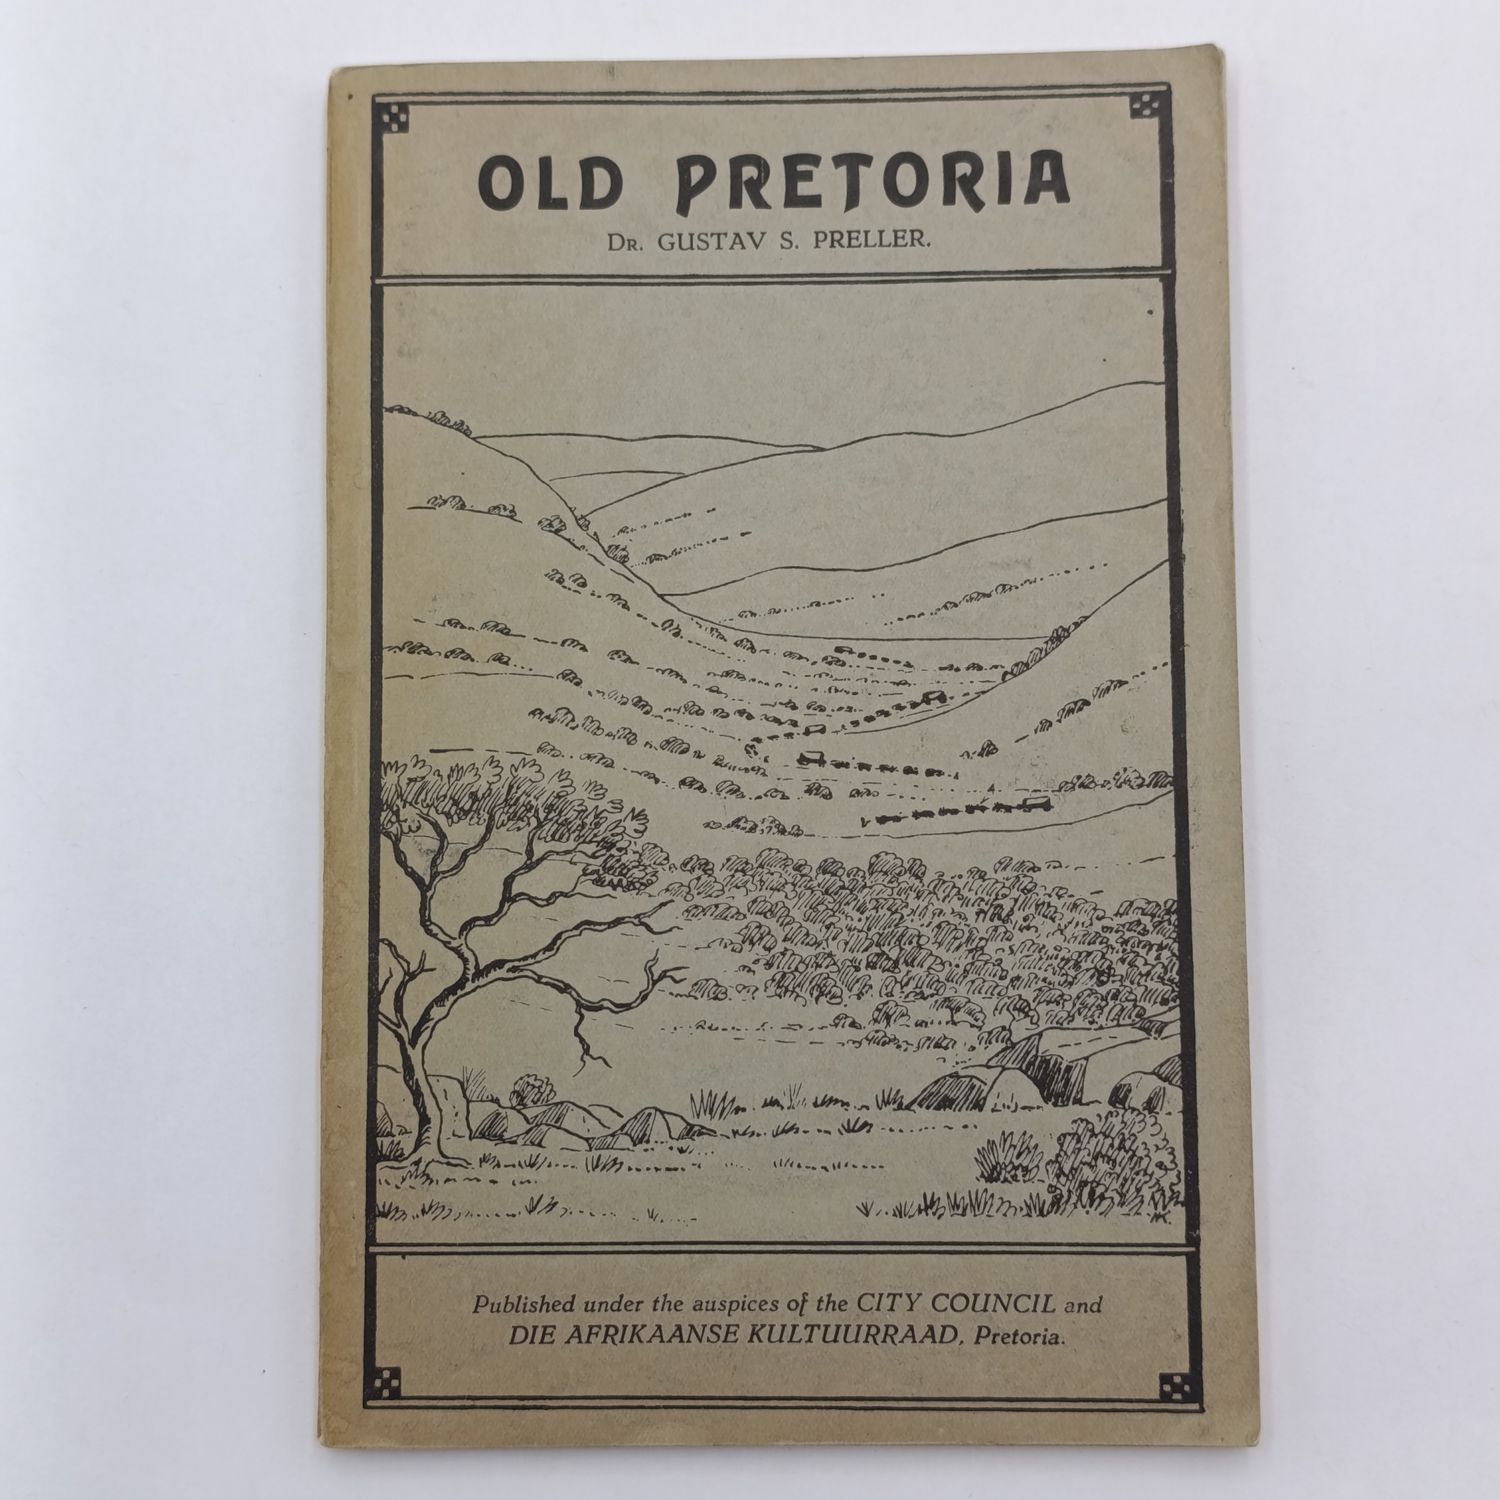 OLD PRETORIA
DR. GUSTAV S. PRELLER.
Published under the auspices of the CITY COUNCIL and
DIE AFRIKAANSE KULTUURRAAD, Pretoria.